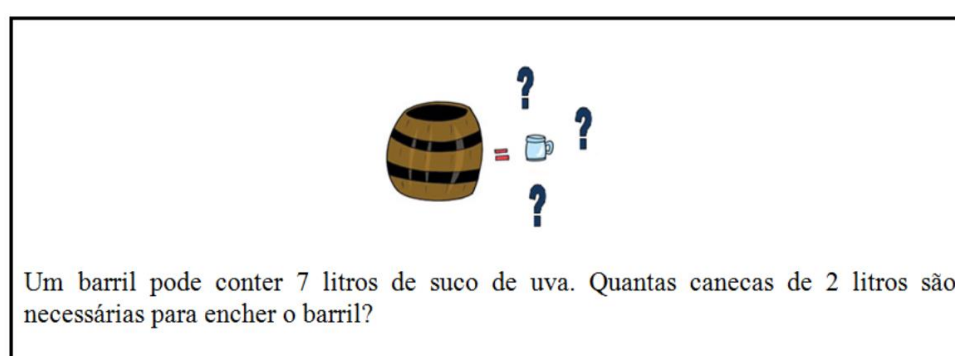 ?
?
=
?
Um barril pode conter 7 litros de suco de uva. Quantas canecas de 2 litros são
necessárias para encher o barril?